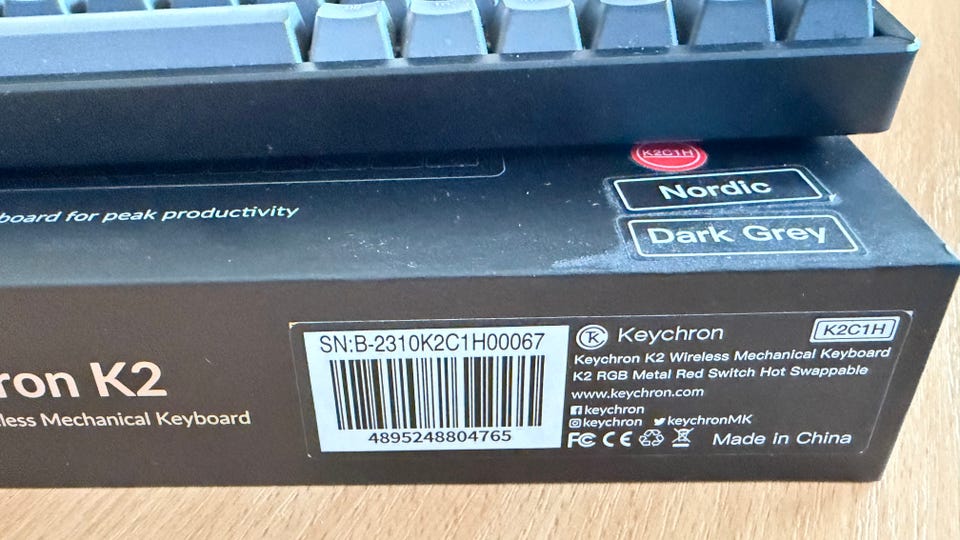 K2C1H
Nordic
Dark Grey
board for peak productivity
ron K2
less Mechanical Keyboard
SN:B-2310K2C1H00067
4895248804765
Keychron
K2C1H
Keychron K2 Wireless Mechanical Keyboard
K2 RGB Metal Red Switch Hot Swappable
www.keychron.com
keychron
keychron keychronMK
FC CE Made in China